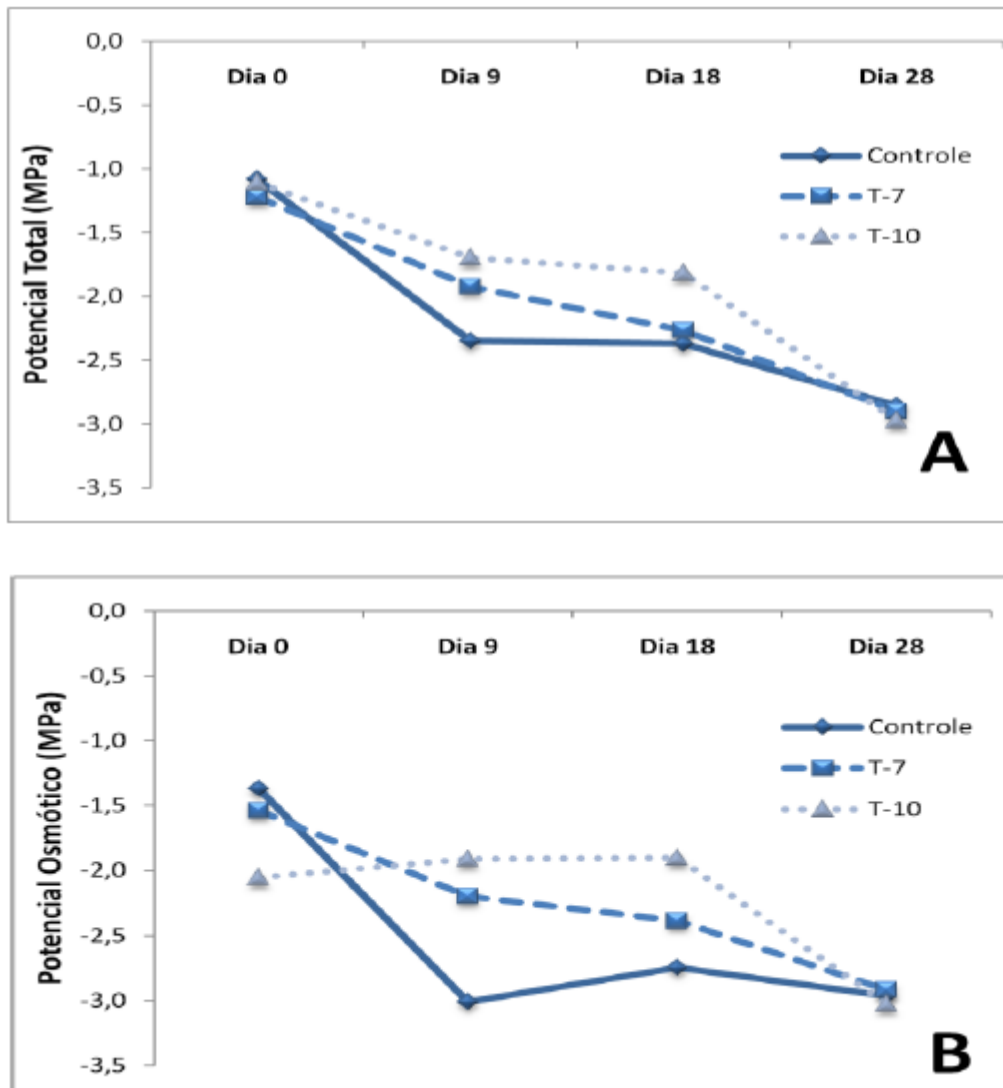 0,0
Dia 0 Dia 9 Dia 18 Dia 28
-0,5
-1,0
-1,5
-2,0
-2,5
-3,0
-3,5
Potencial Total (MPa)
Controle
T-7
T-10
A
0,0
Dia 0 Dia 9 Dia 18 Dia 28
-0,5
-1,0
-1,5
-2,0
-2,5
-3,0
-3,5
Potencial Osmótico (MPa)
Controle
T-7
T-10
B